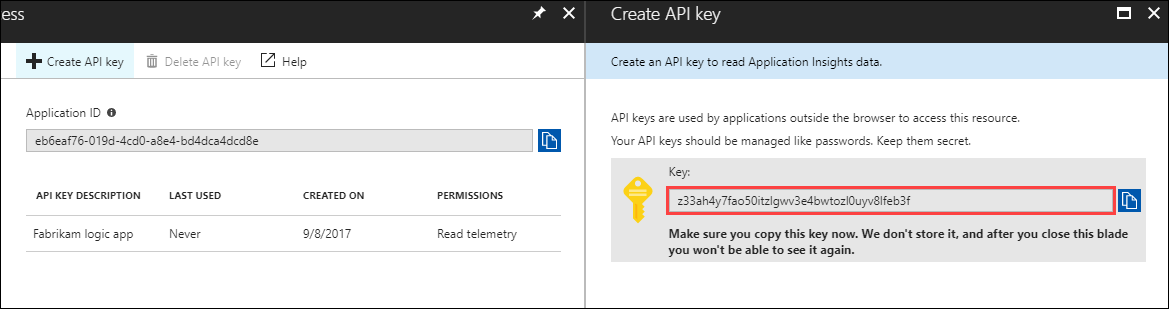 ess
Create API key
Delete API key
Help
Application ID
eb6eaf76-019d-4cd0-a8e4-bd4dca4dcd8e
API KEY DESCRIPTION LAST USED CREATED ON PERMISSIONS
Fabrikam logic app Never 9/8/2017 Read telemetry
Create API key
Create an API key to read Application Insights data.
API keys are used by applications outside the browser to access this resource.
Your API keys should be managed like passwords. Keep them secret.
Key:
z33ah4y7fao50itzlgwv3e4bwtozl0uyv8lfeb3f
Make sure you copy this key now. We don't store it, and after you close this blade
you won't be able to see it again.